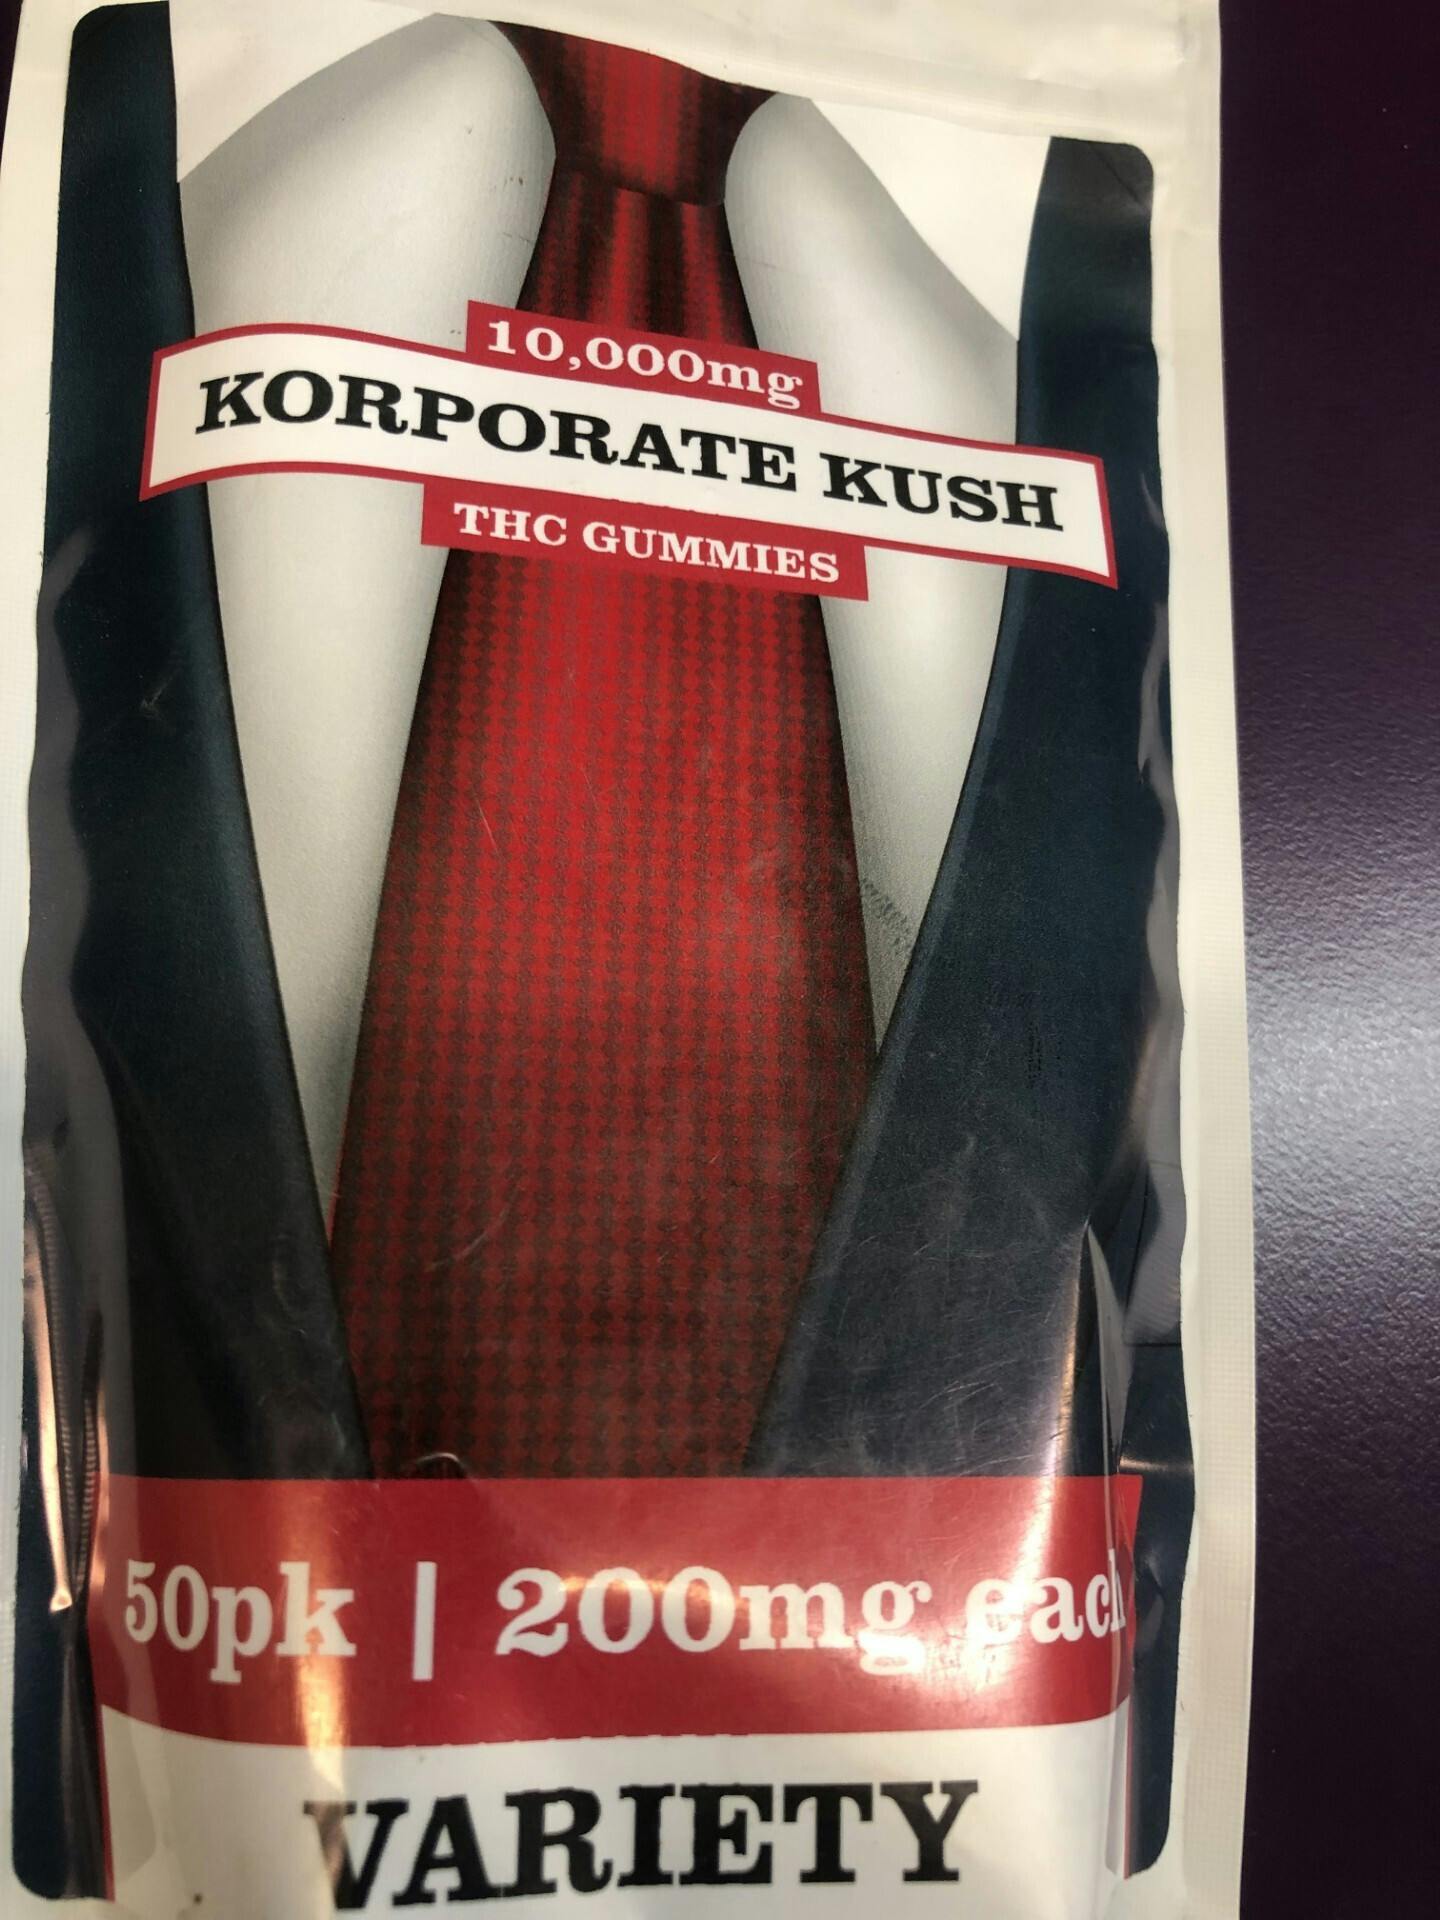 10,000mg
KORPORATE KUSH
THC GUMMIES
50pk | 200mg each
VARIETY